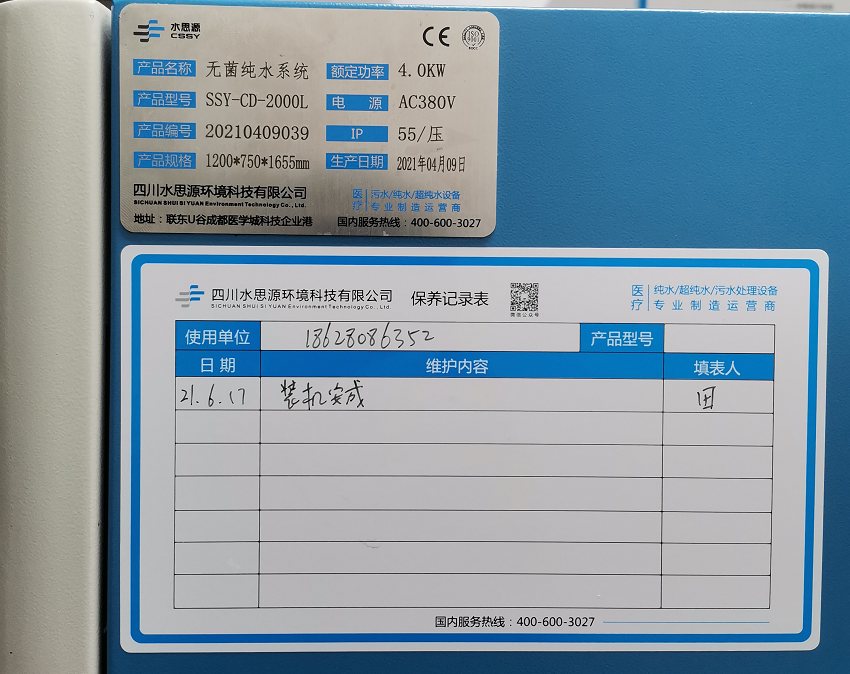 水思源
CSSY
CE
ISO 9001
产品名称 无菌纯水系统 额定功率 4.0KW
产品型号 SSY-CD-2000L 电 源 AC380V
产品编号 20210409039 IP 55/压
产品规格 1200*750*1655mm 生产日期 2021年04月09日
四川水思源环境科技有限公司
SICHUAN SHUI SI YUAN Environment Technology Co., Ltd.
医疗 污水/纯水/超纯水设备
专业制造运营商
地址：联东U谷成都医学城科技企业港 国内服务热线：400-600-3027
四川水思源环境科技有限公司 保养记录表
SICHUAN SHUI SI YUAN Environment Technology Co., Ltd.
微信公众号
医疗 纯水/超纯水/污水处理设备
专业制造运营商
使用单位 18628086352 产品型号
日期 维护内容 填表人
21.6.17 装机完成 田
国内服务热线：400-600-3027